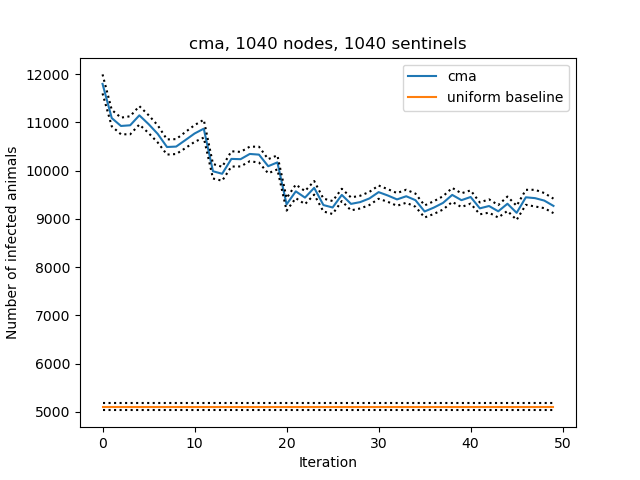 cma, 1040 nodes, 1040 sentinels
cma
uniform baseline
Number of infected animals
12000
11000
10000
9000
8000
7000
6000
5000
0 10 20 30 40 50
Iteration